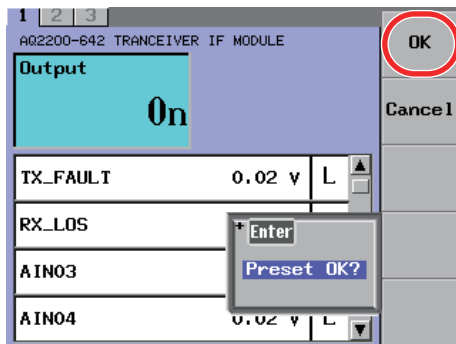 1 2 3
AQ2200-642 TRANCEIVER IF MODULE
Output
On
OK
Cancel
TX_FAULT 0.02 V L
RX_LOS
AIN03
AIN04 0.02 V L
Enter
Preset OK?